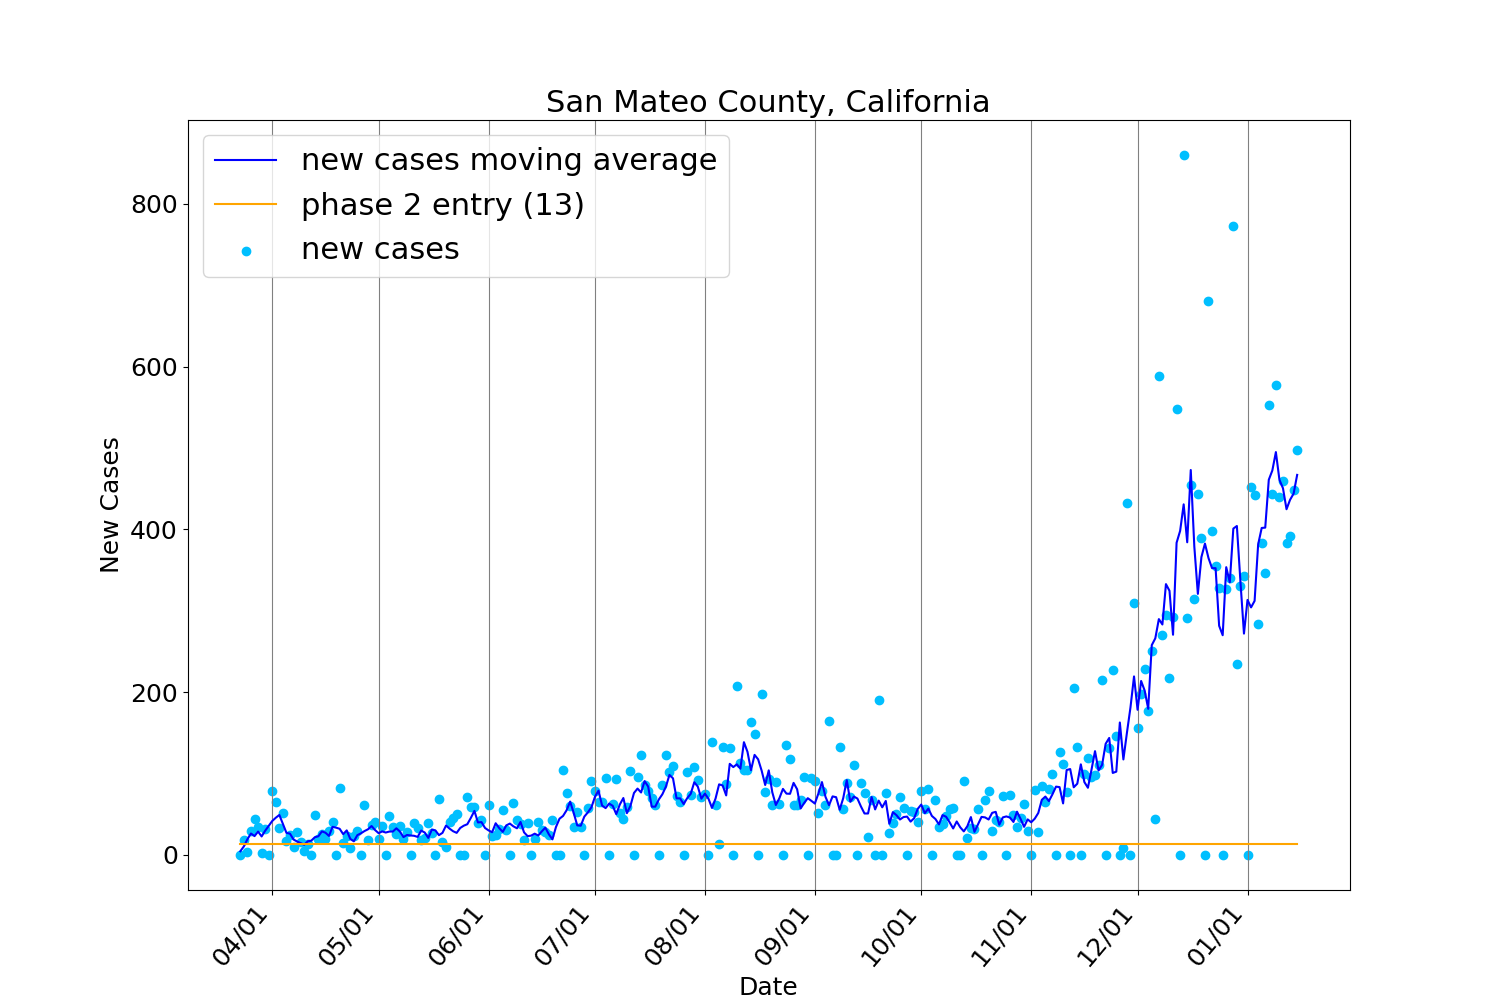 San Mateo County, California
new cases moving average
phase 2 entry (13)
new cases
New Cases
800
600
400
200
0
04/01
05/01
06/01
07/01
08/01
09/01
10/01
11/01
12/01
01/01
Date